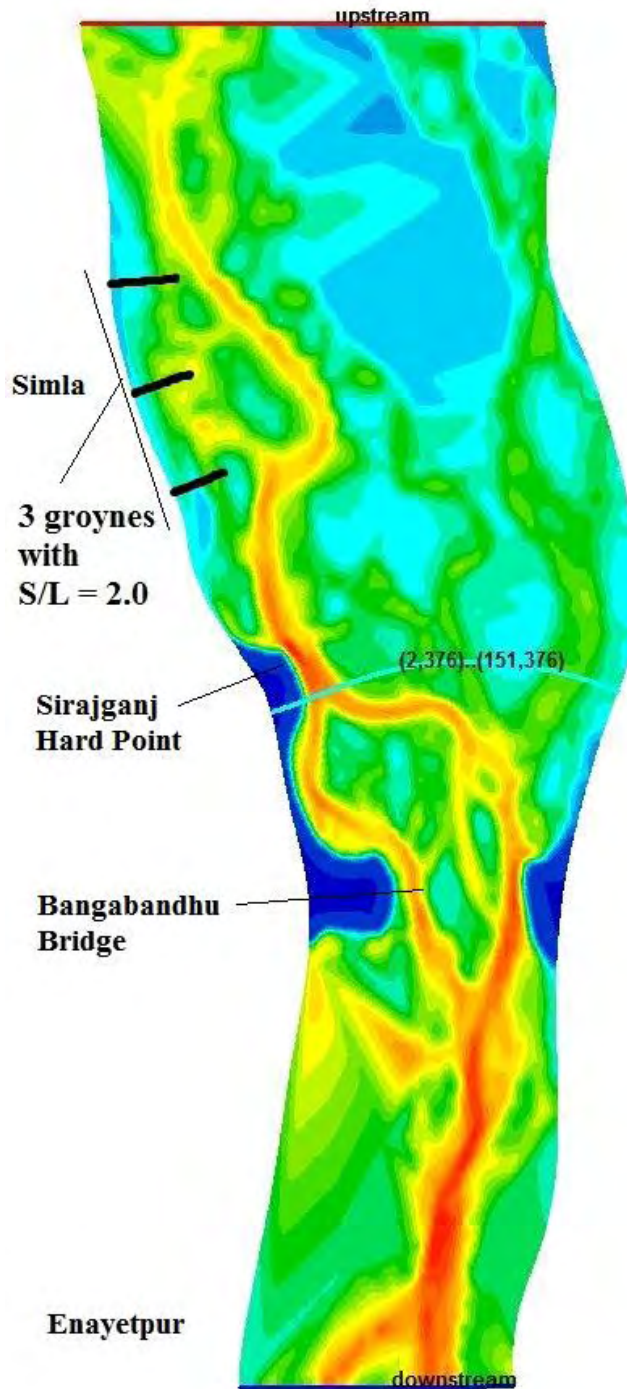 upstream
Simla
3 groynes
with
S/L = 2.0
(2,376)..(151,376)
Sirajganj
Hard Point
Bangabandhu
Bridge
Enayetpur
downstream